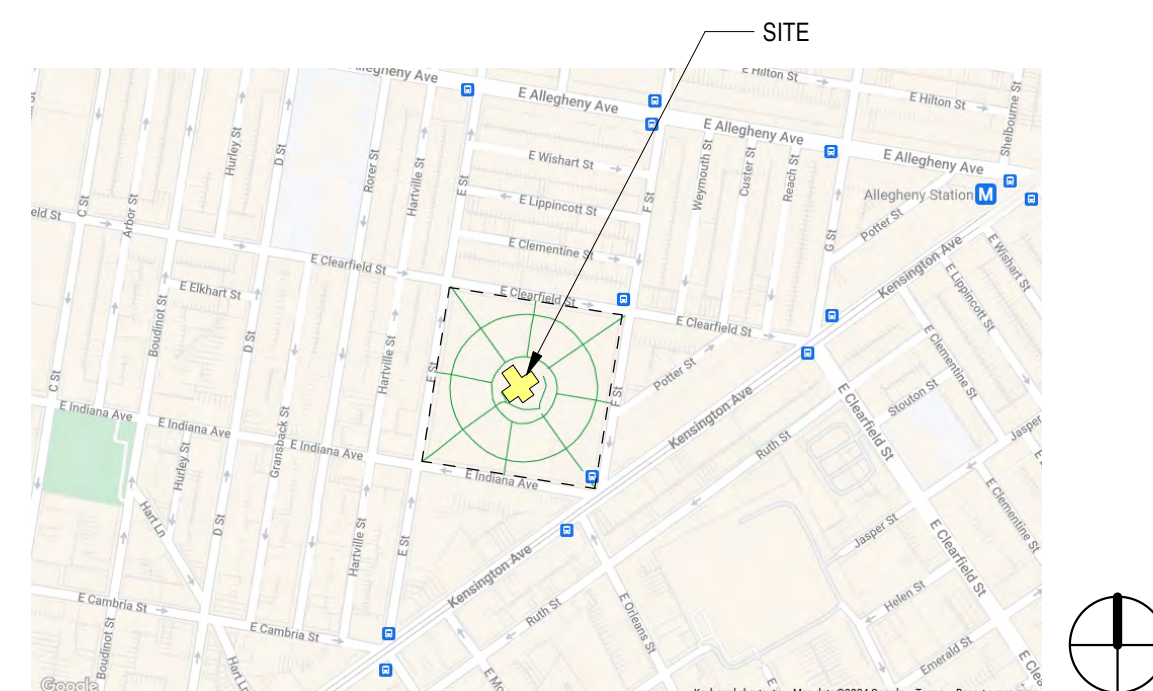 SITE
E Allegheny Ave
E Hilton St
E Hilton St
Shelbourne St
E Allegheny Ave
E Allegheny Ave
Hurley St
D St
Rorer St
Hartville St
E St
E Wishart St
F St
Weymouth St
Custer St
Reach St
Allegheny Station
M
C St
Arbor St
E Lippincott St
G St
Potter St
E Clementine St
Kensington Ave
E Wishart St
E Clearfield St
E Lippincott St
E Elkhart St
E Clearfield St
E Clearfield St
Boudinot St
D St
Hartville St
E St
F St
Potter St
E Clementine St
C St
Stouton St
E Clearfield St
E Indiana Ave
E Indiana Ave
E Indiana Ave
Kensington Ave
Ruth St
Jasper
Hurley St
Gransback St
E Indiana Ave
E Clementine St
Hart Ln
D St
Hartville St
E St
Jasper St
E Clearfield St
Kensington Ave
E Cambria St
E Cambria St
Ruth St
E Orleans St
Helen St
Boudinot St
Hart
Emerald St
Google